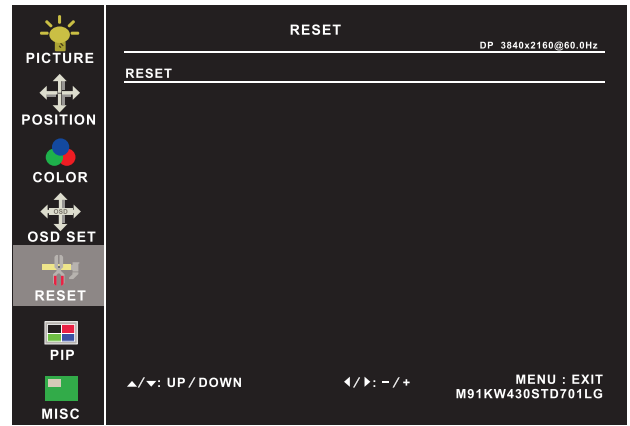 RESET
DP 3840x2160@60.0Hz
RESET
PICTURE
POSITION
COLOR
OSD
OSD SET
RESET
PIP
MISC
▲/▼: UP / DOWN
◀/▶: - / +
MENU : EXIT
M91KW430STD701LG